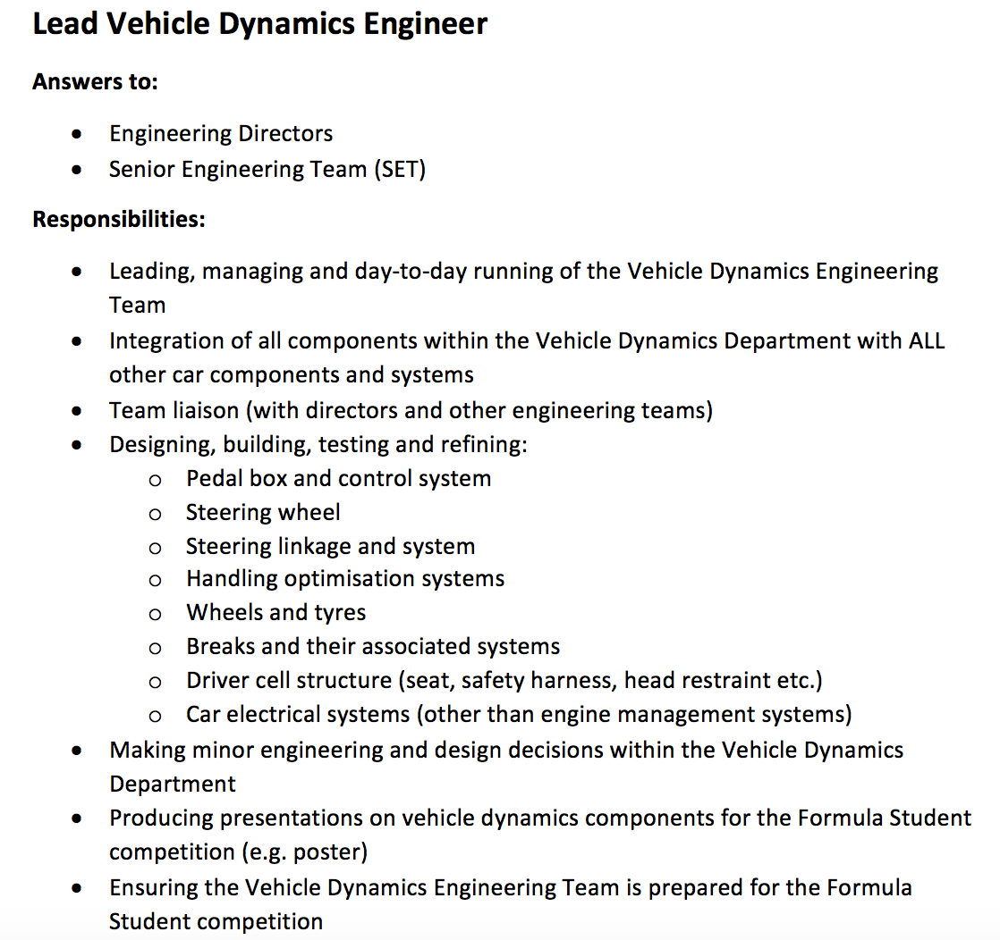 Lead Vehicle Dynamics Engineer
Answers to:
• Engineering Directors
• Senior Engineering Team (SET)
Responsibilities:
• Leading, managing and day-to-day running of the Vehicle Dynamics Engineering
Team
• Integration of all components within the Vehicle Dynamics Department with ALL
other car components and systems
• Team liaison (with directors and other engineering teams)
• Designing, building, testing and refining:
o Pedal box and control system
o Steering wheel
o Steering linkage and system
o Handling optimisation systems
o Wheels and tyres
o Breaks and their associated systems
o Driver cell structure (seat, safety harness, head restraint etc.)
o Car electrical systems (other than engine management systems)
• Making minor engineering and design decisions within the Vehicle Dynamics
Department
• Producing presentations on vehicle dynamics components for the Formula Student
competition (e.g. poster)
• Ensuring the Vehicle Dynamics Engineering Team is prepared for the Formula
Student competition